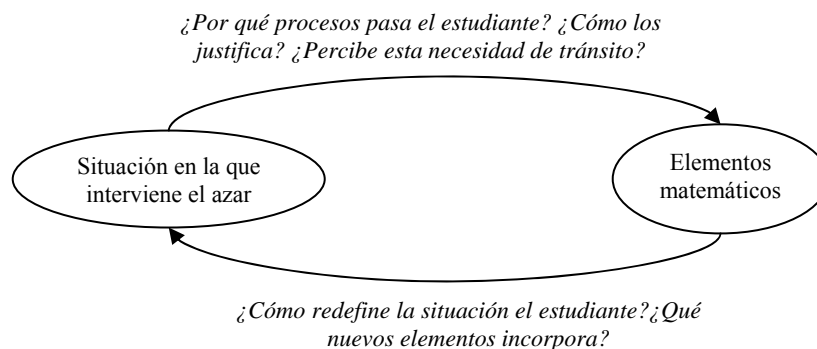 ¿Por qué procesos pasa el estudiante? ¿Cómo los
justifica? ¿Percibe esta necesidad de tránsito?
Situación en la que
interviene el azar
Elementos
matemáticos
¿Cómo redefine la situación el estudiante?¿Qué
nuevos elementos incorpora?